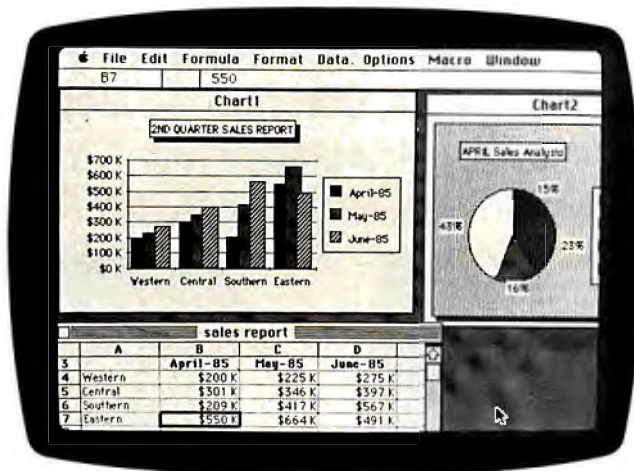 File Edit Formula Format Data. Options Macro Window
B7 550
Chart1
2ND QUARTER SALES REPORT
$700 K
$600 K
$500 K
$400 K
$300 K
$200 K
$100 K
$0 K
Western Central Southern Eastern
April-85
May-85
June-85
Chart2
APRIL Sales Analysis
15%
43%
23%
16%
sales report
A B C D
3 April-85 May-85 June-85
4 Western $200 K $225 K $275 K
5 Central $301 K $346 K $397 K
6 Southern $209 K $417 K $567 K
7 Eastern $550 K $664 K $491 K